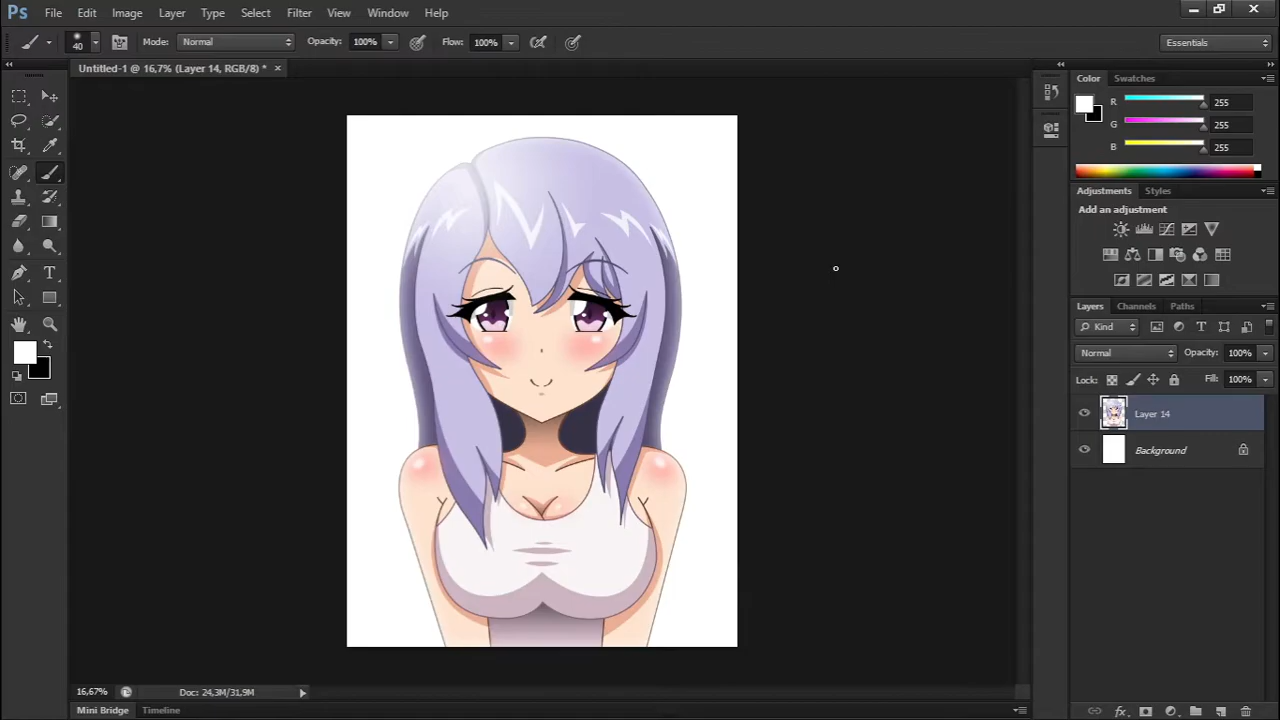 Ps File Edit Image Layer Type Select Filter View Window Help
40 Mode: Normal Opacity: 100% Flow: 100% Essentials
Untitled-1 @ 16,7% (Layer 14, RGB/8) * ×
Color Swatches
R 255
G 255
B 255
Adjustments Styles
Add an adjustment
Layers Channels Paths
Kind
Normal Opacity: 100%
Lock: Fill: 100%
Layer 14
Background
16,67% Doc: 24,3M/31,9M
Mini Bridge Timeline